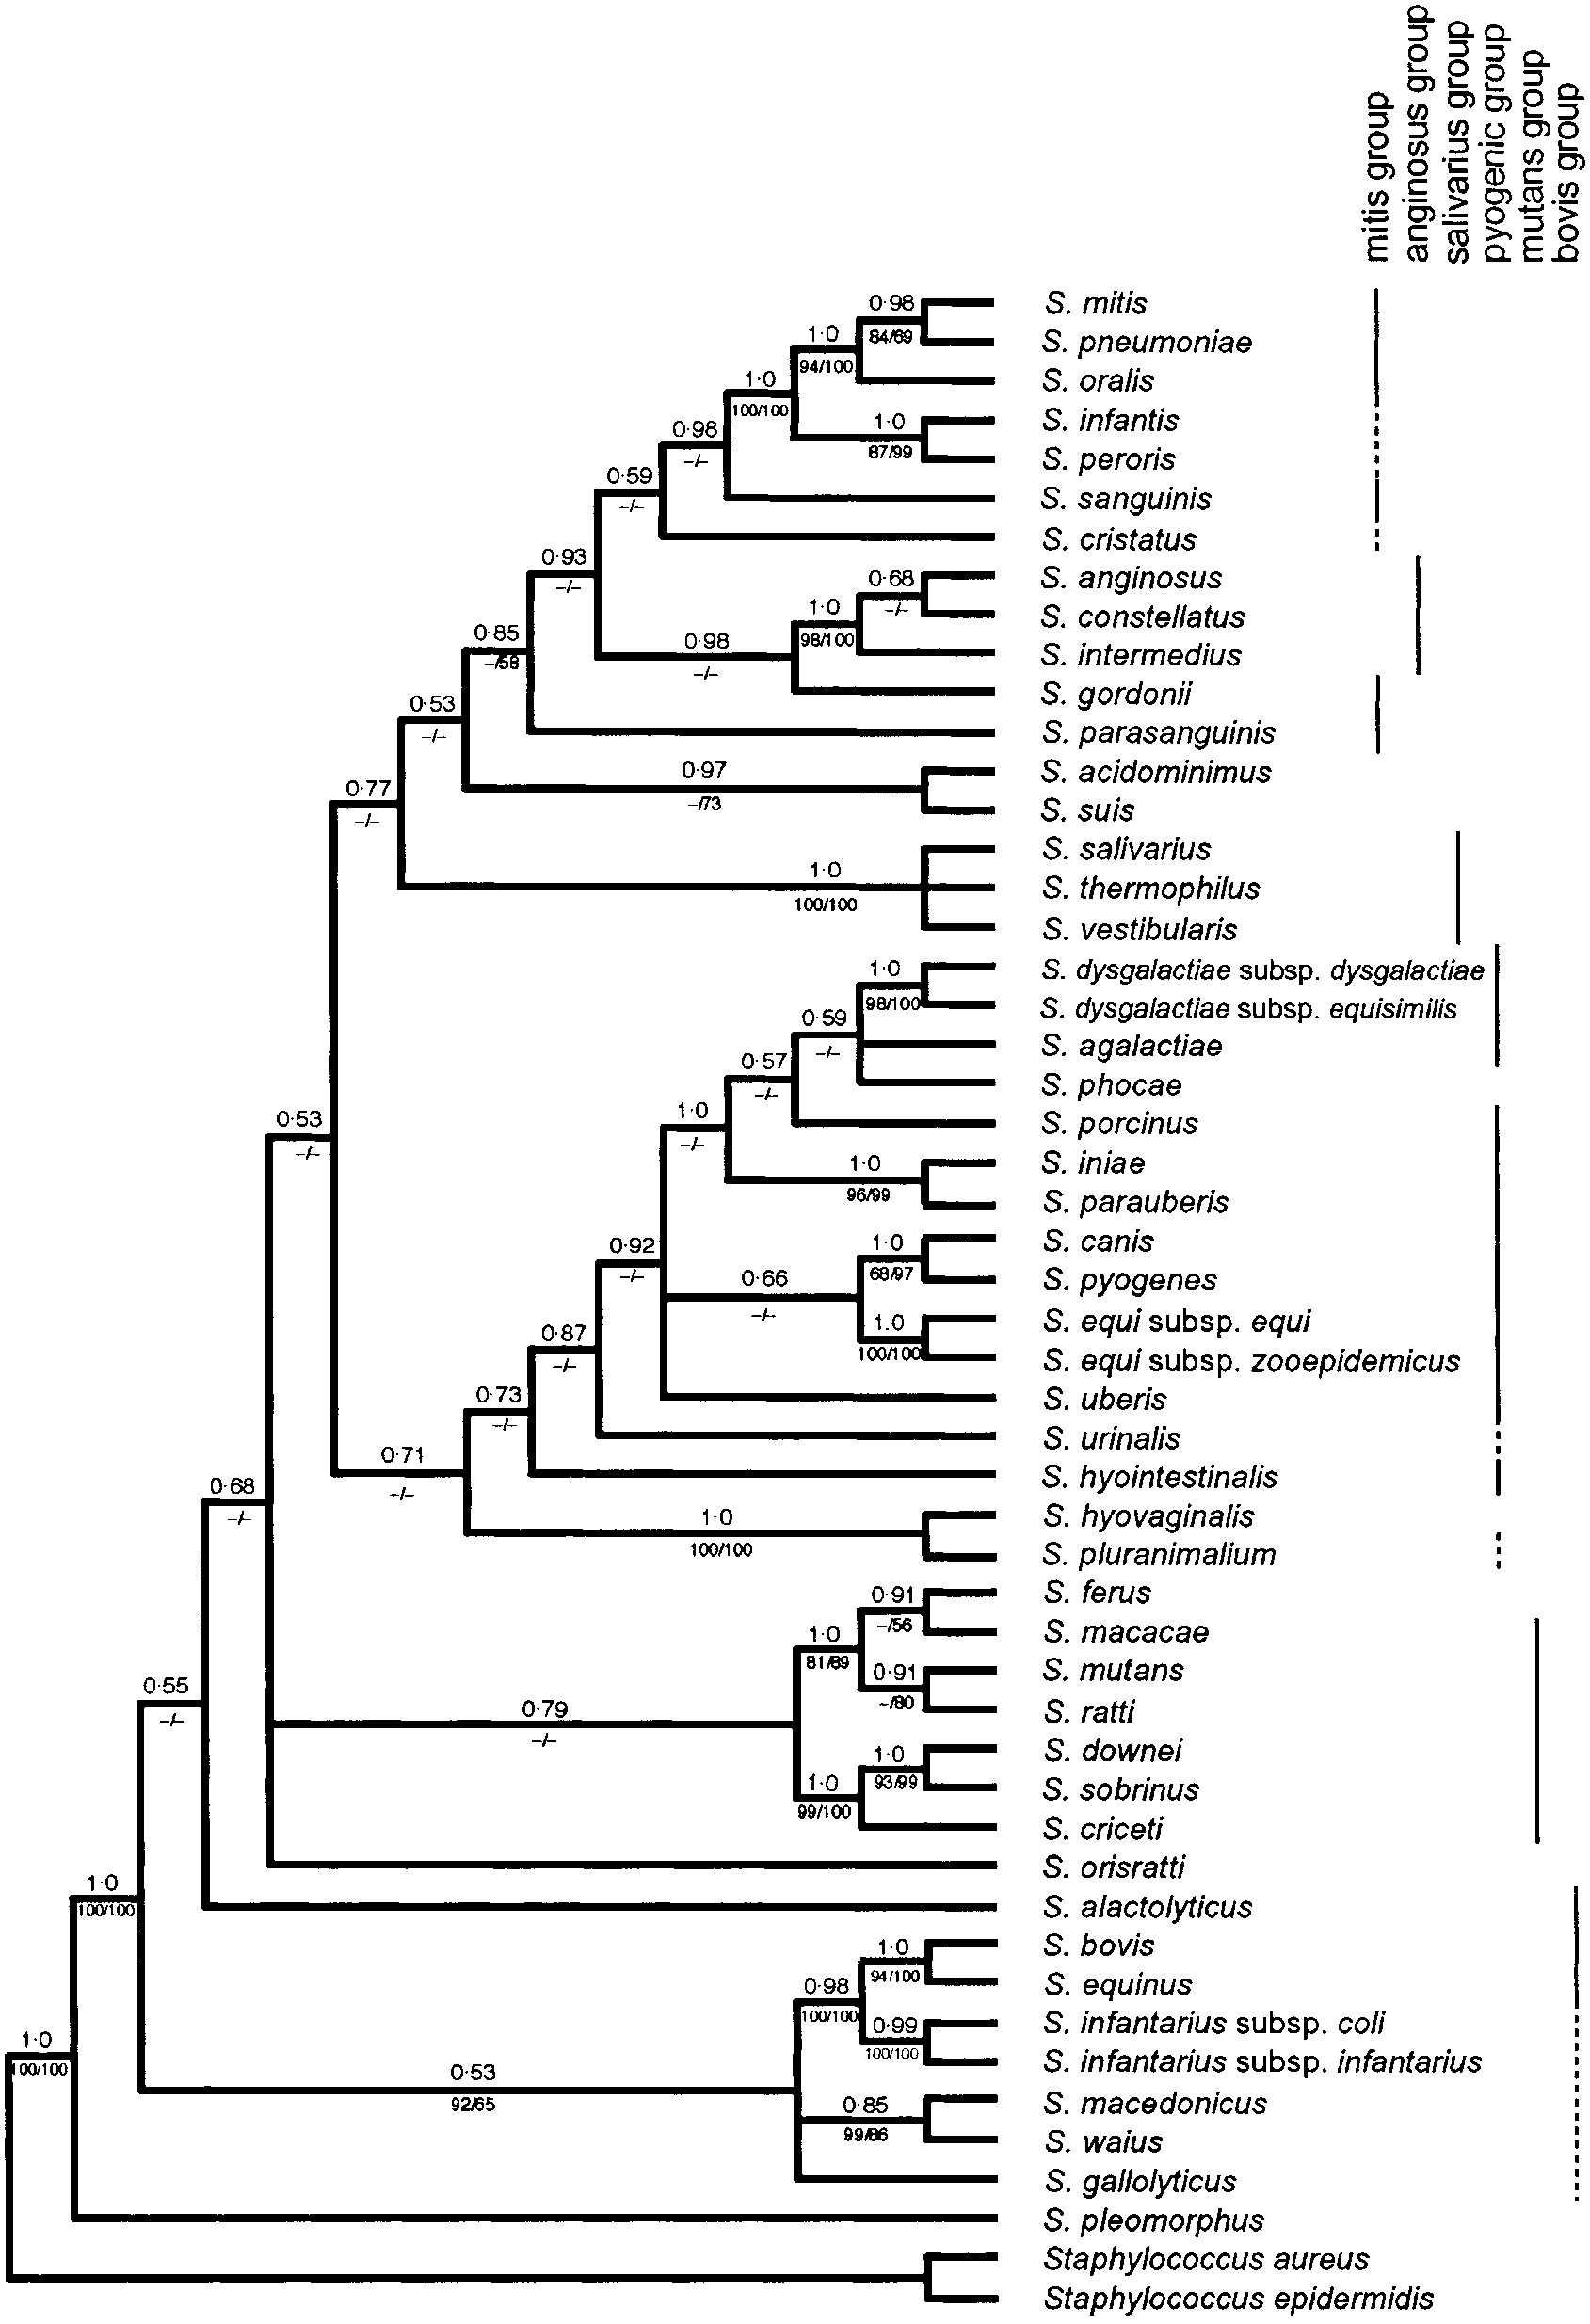 mitis group
anginosus group
salivarius group
pyogenic group
mutans group
bovis group
0·98
S. mitis
84/69
S. pneumoniae
1·0
94/100
S. oralis
1·0
100/100
1·0
S. infantis
87/99
S. peroris
0·98
–/–
S. sanguinis
0·59
–/–
S. cristatus
0·93
–/–
0·68
S. anginosus
–/–
S. constellatus
1·0
98/100
S. intermedius
0·98
–/–
S. gordonii
0·85
–/58
S. parasanguinis
0·53
–/–
0·97
S. acidominimus
–/73
S. suis
0·77
–/–
S. salivarius
1·0
S. thermophilus
100/100
S. vestibularis
1·0
S. dysgalactiae subsp. dysgalactiae
98/100
S. dysgalactiae subsp. equisimilis
0·59
–/–
S. agalactiae
0·57
–/–
S. phocae
1·0
–/–
S. porcinus
0·53
–/–
1·0
S. iniae
96/99
S. parauberis
0·92
–/–
1·0
S. canis
68/97
S. pyogenes
0·66
–/–
1.0
S. equi subsp. equi
100/100
S. equi subsp. zooepidemicus
0·87
–/–
S. uberis
0·73
–/–
S. urinalis
0·71
–/–
S. hyointestinalis
0·68
–/–
1·0
S. hyovaginalis
100/100
S. pluranimalium
0·91
S. ferus
–/56
S. macacae
1·0
81/89
0·91
S. mutans
–/80
S. ratti
0·55
–/–
0·79
–/–
1·0
S. downei
93/99
S. sobrinus
1·0
99/100
S. criceti
S. orisratti
1·0
100/100
S. alactolyticus
1·0
S. bovis
94/100
S. equinus
0·98
100/100
0·99
S. infantarius subsp. coli
100/100
S. infantarius subsp. infantarius
1·0
100/100
0·53
92/65
0·85
S. macedonicus
99/86
S. waius
S. gallolyticus
S. pleomorphus
Staphylococcus aureus
Staphylococcus epidermidis